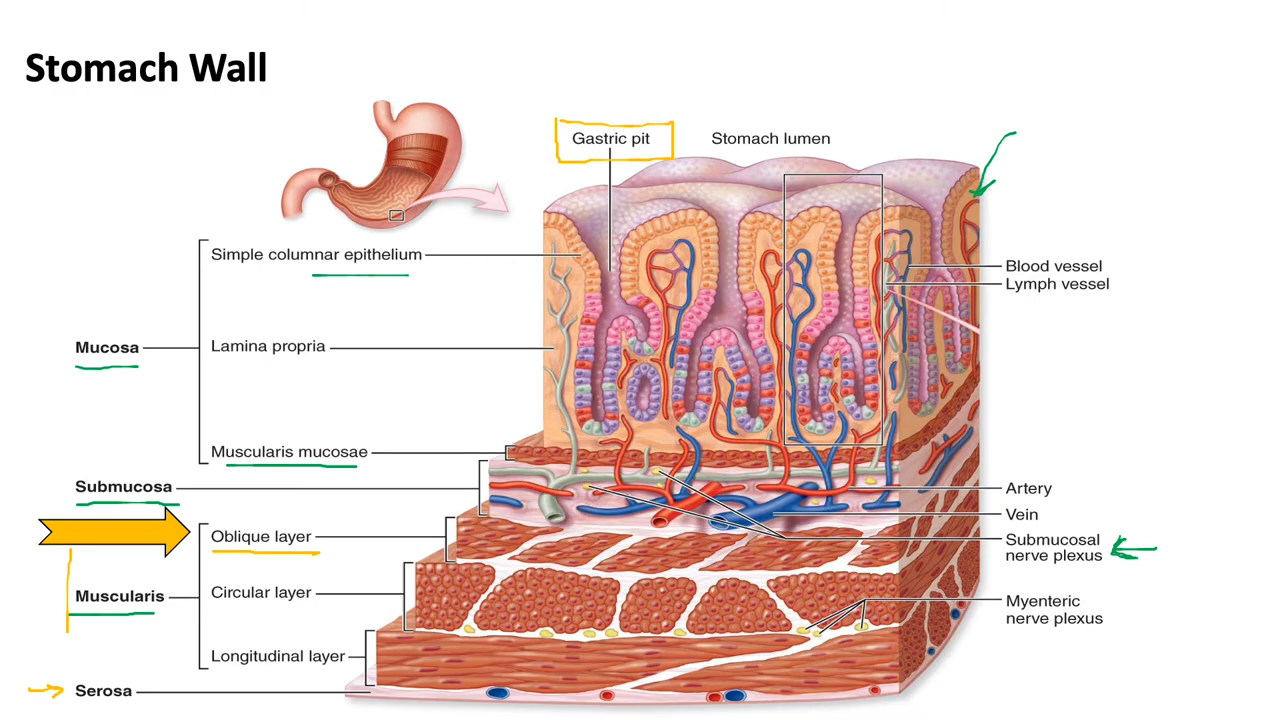 Stomach Wall
Gastric pit
Stomach lumen
Simple columnar epithelium
Blood vessel
Lymph vessel
Mucosa
Lamina propria
Muscularis mucosae
Submucosa
Artery
Vein
Oblique layer
Submucosal
nerve plexus
Muscularis
Circular layer
Myenteric
nerve plexus
Longitudinal layer
Serosa